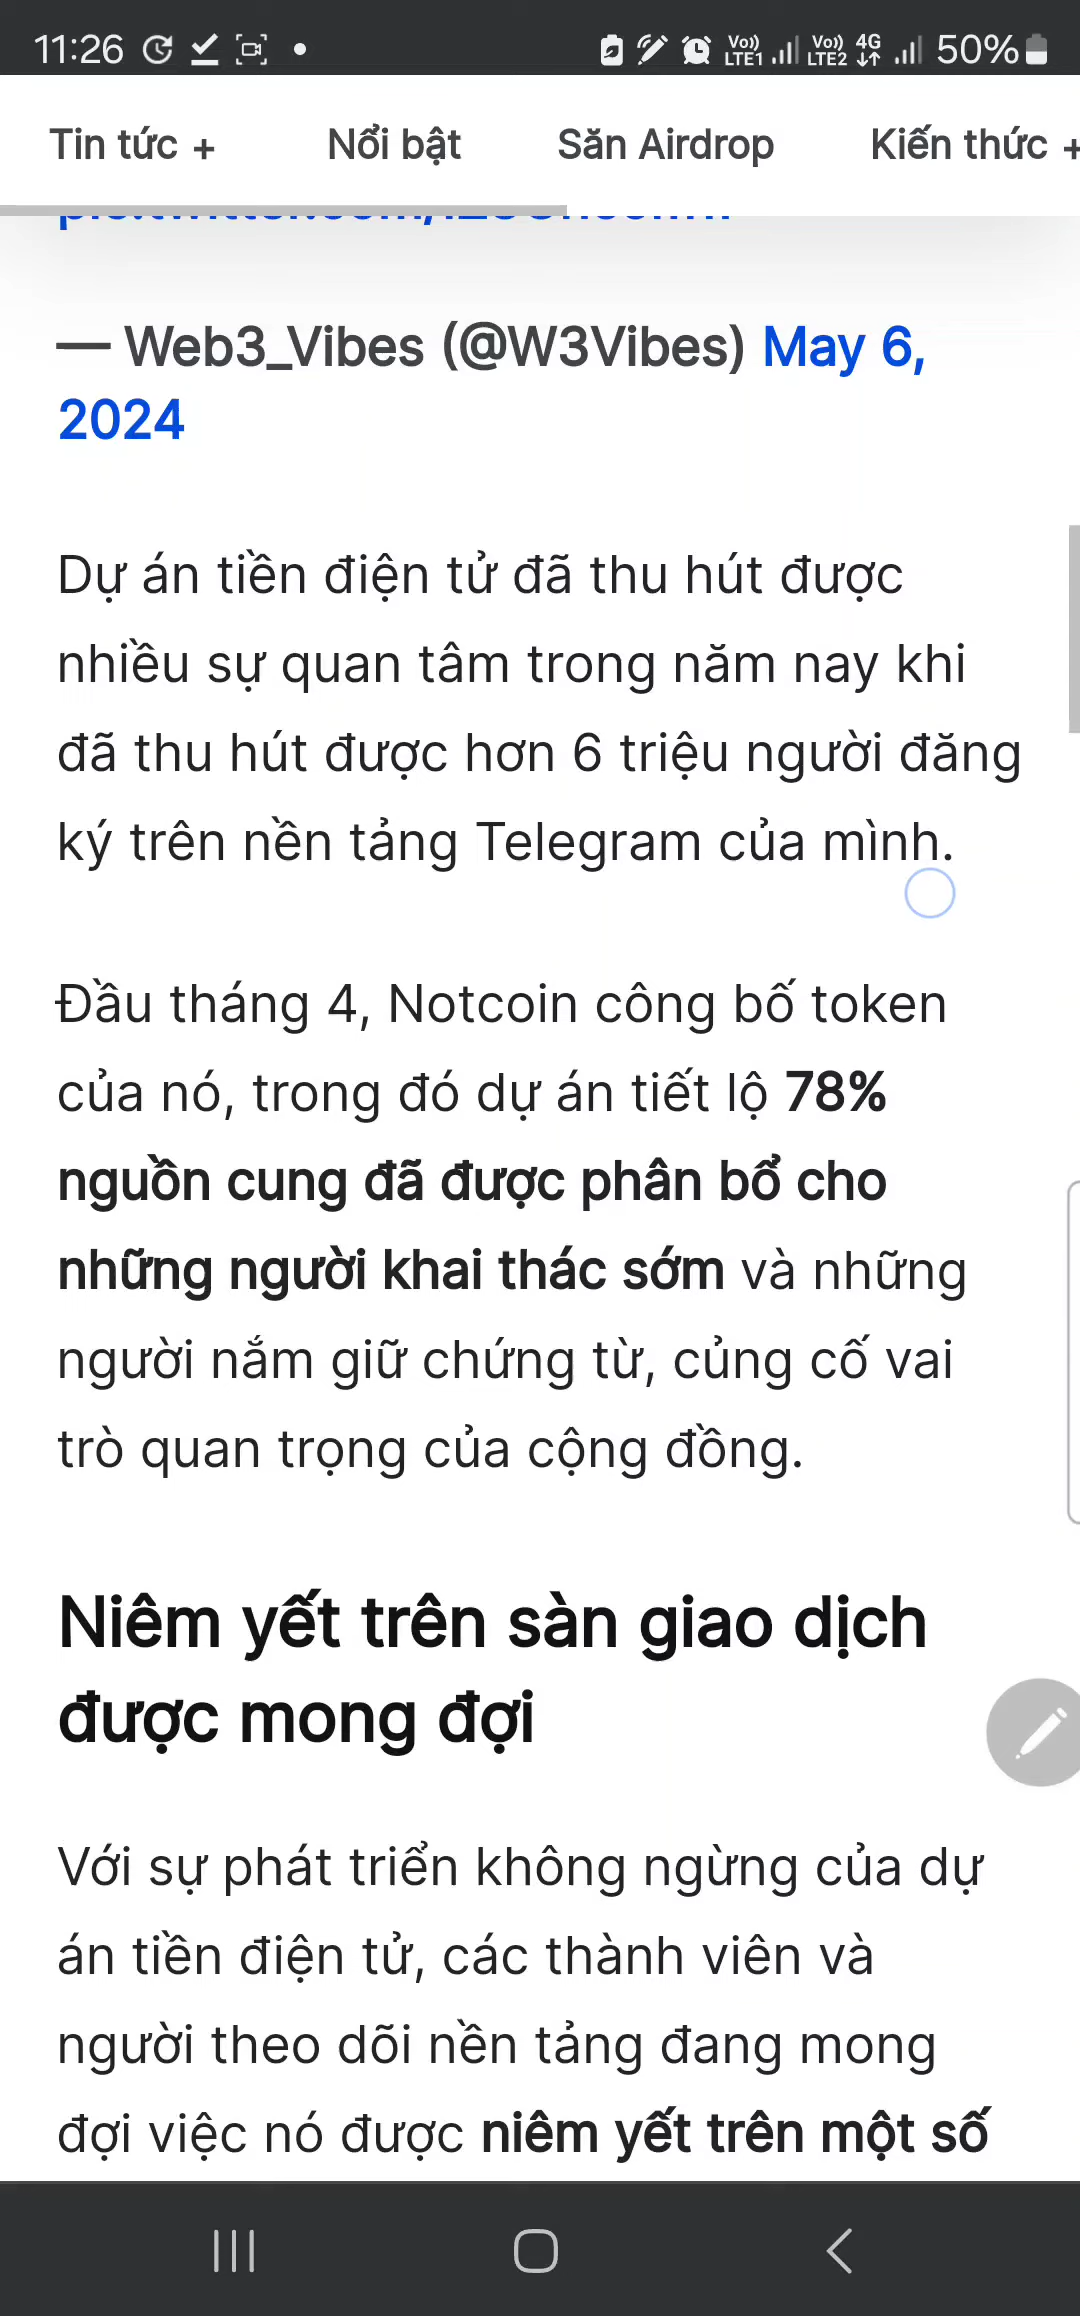 11:26
Vo)) LTE1 Vo)) LTE2 4G 50%
Tin tức + Nổi bật Săn Airdrop Kiến thức +
— Web3_Vibes (@W3Vibes) May 6,
2024
Dự án tiền điện tử đã thu hút được
nhiều sự quan tâm trong năm nay khi
đã thu hút được hơn 6 triệu người đăng
ký trên nền tảng Telegram của mình.
Đầu tháng 4, Notcoin công bố token
của nó, trong đó dự án tiết lộ 78%
nguồn cung đã được phân bổ cho
những người khai thác sớm và những
người nắm giữ chứng từ, củng cố vai
trò quan trọng của cộng đồng.
Niêm yết trên sàn giao dịch
được mong đợi
Với sự phát triển không ngừng của dự
án tiền điện tử, các thành viên và
người theo dõi nền tảng đang mong
đợi việc nó được niêm yết trên một số